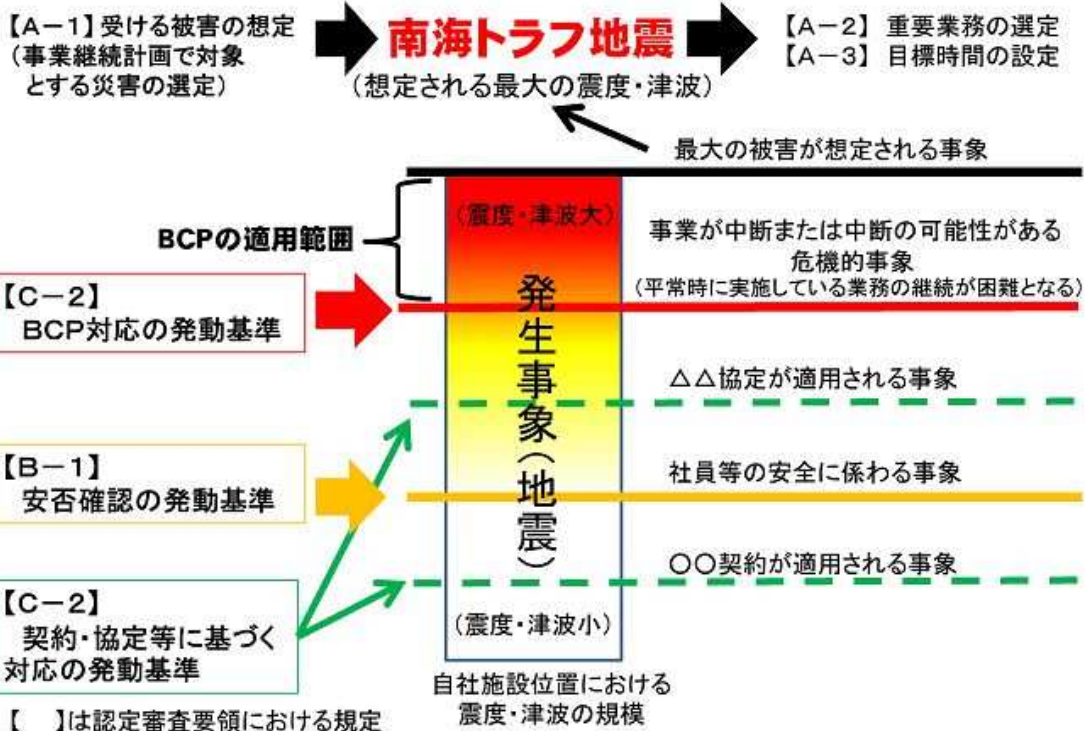 【A-1】受ける被害の想定
(事業継続計画で対象
とする災害の選定)
南海トラフ地震
(想定される最大の震度・津波)
【A-2】 重要業務の選定
【A-3】 目標時間の設定
最大の被害が想定される事象
BCPの適用範囲
(震度・津波大)
事業が中断または中断の可能性がある
危機的事象
(平常時に実施している業務の継続が困難となる)
【C-2】
BCP対応の発動基準
発生事象(地震)
△△協定が適用される事象
【B-1】
安否確認の発動基準
社員等の安全に係わる事象
〇〇契約が適用される事象
【C-2】
契約・協定等に基づく
対応の発動基準
(震度・津波小)
自社施設位置における
震度・津波の規模
【 】は認定審査要領における規定